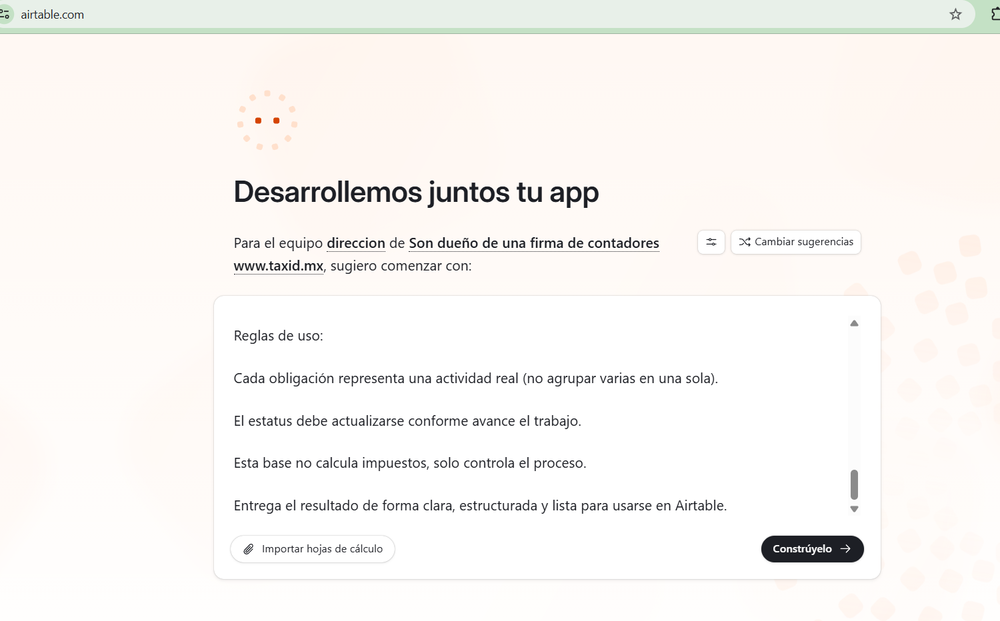 airtable.com
Desarrollemos juntos tu app
Para el equipo direccion de Son dueño de una firma de contadores
www.taxid.mx, sugiero comenzar con:
Cambiar sugerencias
Reglas de uso:
Cada obligación representa una actividad real (no agrupar varias en una sola).
El estatus debe actualizarse conforme avance el trabajo.
Esta base no calcula impuestos, solo controla el proceso.
Entrega el resultado de forma clara, estructurada y lista para usarse en Airtable.
Importar hojas de cálculo
Constrúyelo